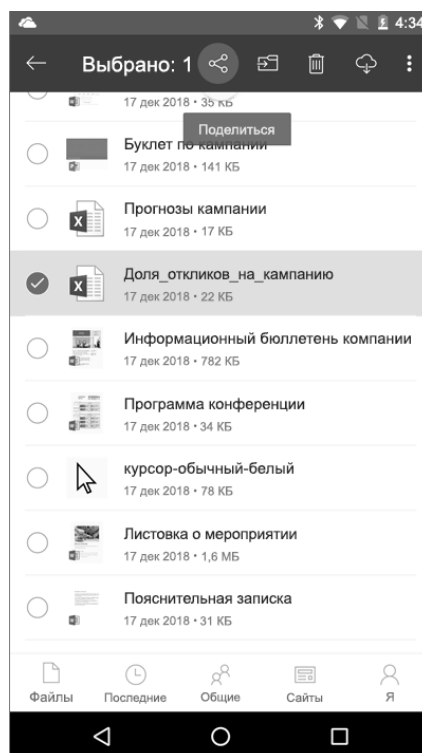 4:34
Выбрано: 1
17 дек 2018 • 35 КБ
Поделиться
Буклет по кампании
17 дек 2018 • 141 КБ
Прогнозы кампании
17 дек 2018 • 17 КБ
Доля_откликов_на_кампанию
17 дек 2018 • 22 КБ
Информационный бюллетень компании
17 дек 2018 • 782 КБ
Программа конференции
17 дек 2018 • 34 КБ
курсор-обычный-белый
17 дек 2018 • 78 КБ
Листовка о мероприятии
17 дек 2018 • 1,6 МБ
Пояснительная записка
17 дек 2018 • 31 КБ
Файлы Последние Общие Сайты Я